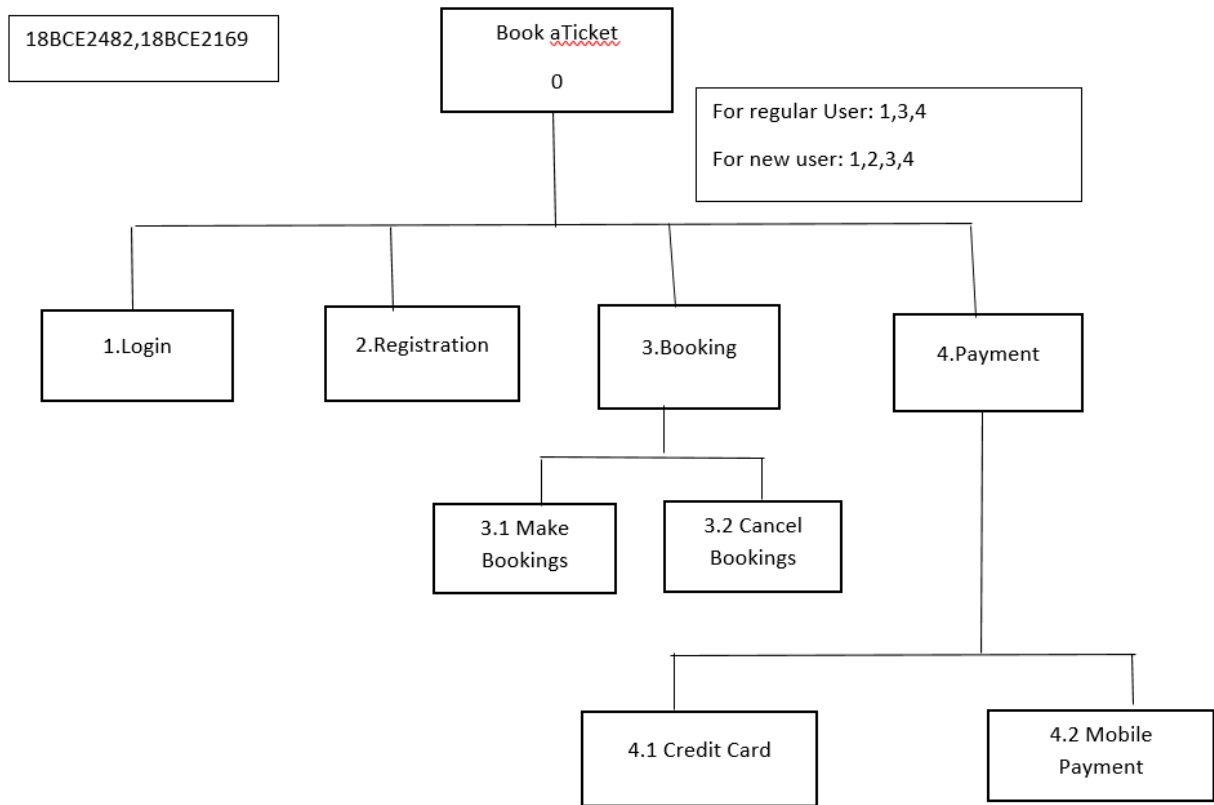 18BCE2482,18BCE2169
Book aTicket
0
For regular User: 1,3,4
For new user: 1,2,3,4
1.Login
2.Registration
3.Booking
4.Payment
3.1 Make
Bookings
3.2 Cancel
Bookings
4.1 Credit Card
4.2 Mobile
Payment